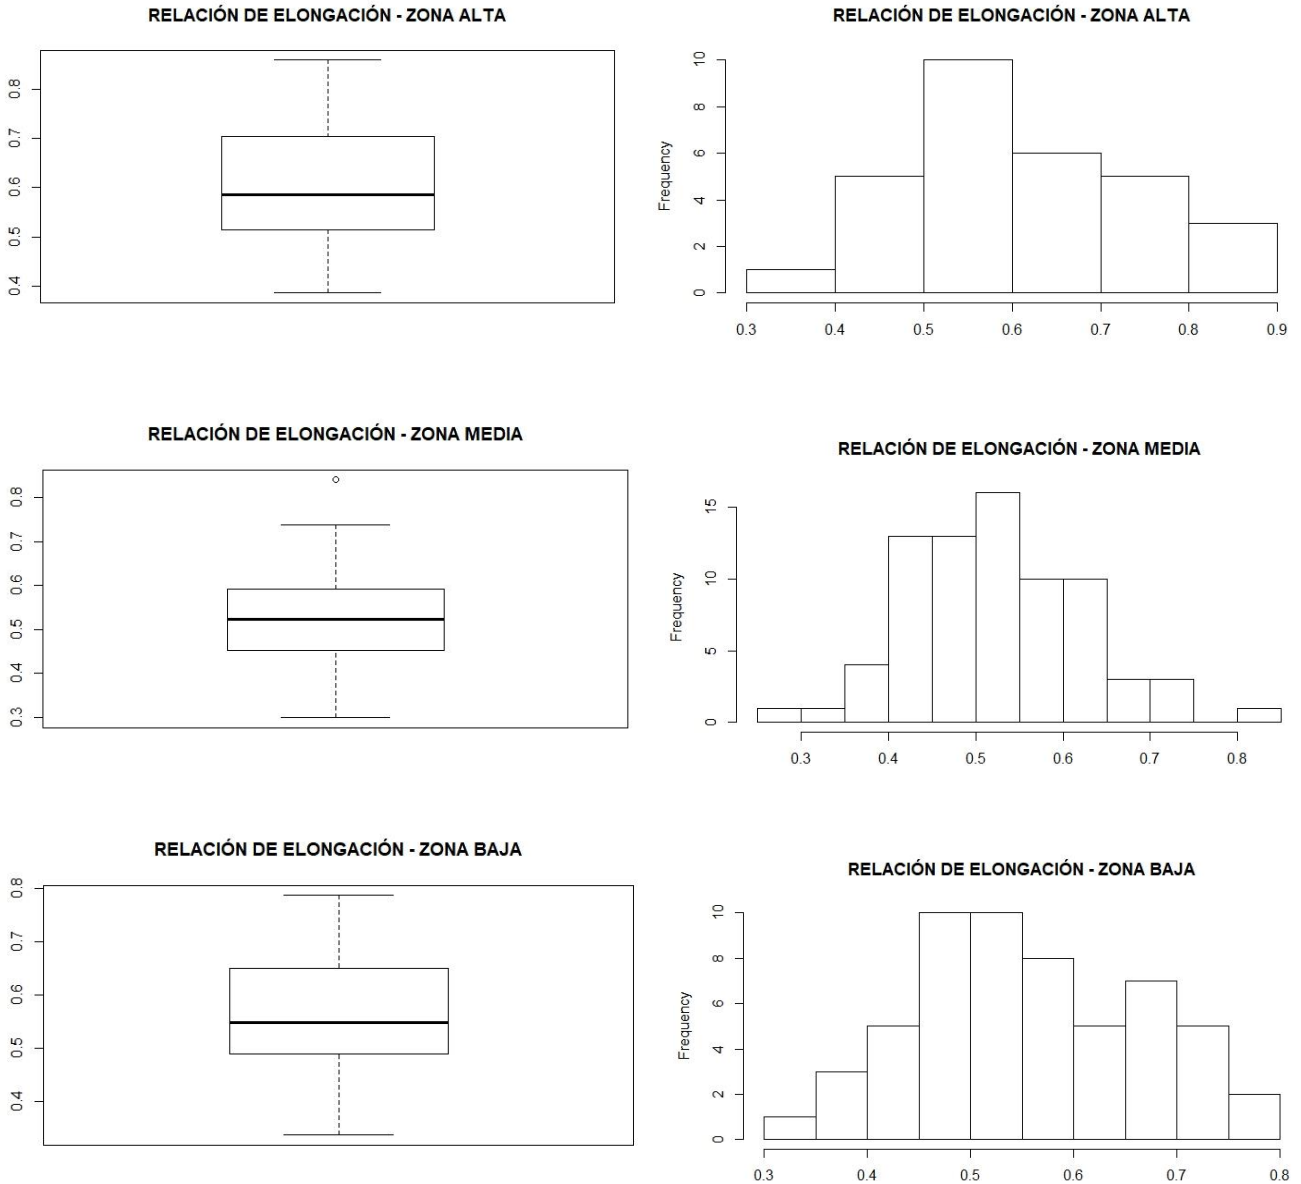 RELACIÓN DE ELONGACIÓN - ZONA ALTA
0.8
0.7
0.6
0.5
0.4
RELACIÓN DE ELONGACIÓN - ZONA ALTA
Frequency
10
8
6
4
2
0
0.3 0.4 0.5 0.6 0.7 0.8 0.9
RELACIÓN DE ELONGACIÓN - ZONA MEDIA
0.8
0.7
0.6
0.5
0.4
0.3
RELACIÓN DE ELONGACIÓN - ZONA MEDIA
Frequency
15
10
5
0
0.3 0.4 0.5 0.6 0.7 0.8
RELACIÓN DE ELONGACIÓN - ZONA BAJA
0.8
0.7
0.6
0.5
0.4
RELACIÓN DE ELONGACIÓN - ZONA BAJA
Frequency
10
8
6
4
2
0
0.3 0.4 0.5 0.6 0.7 0.8